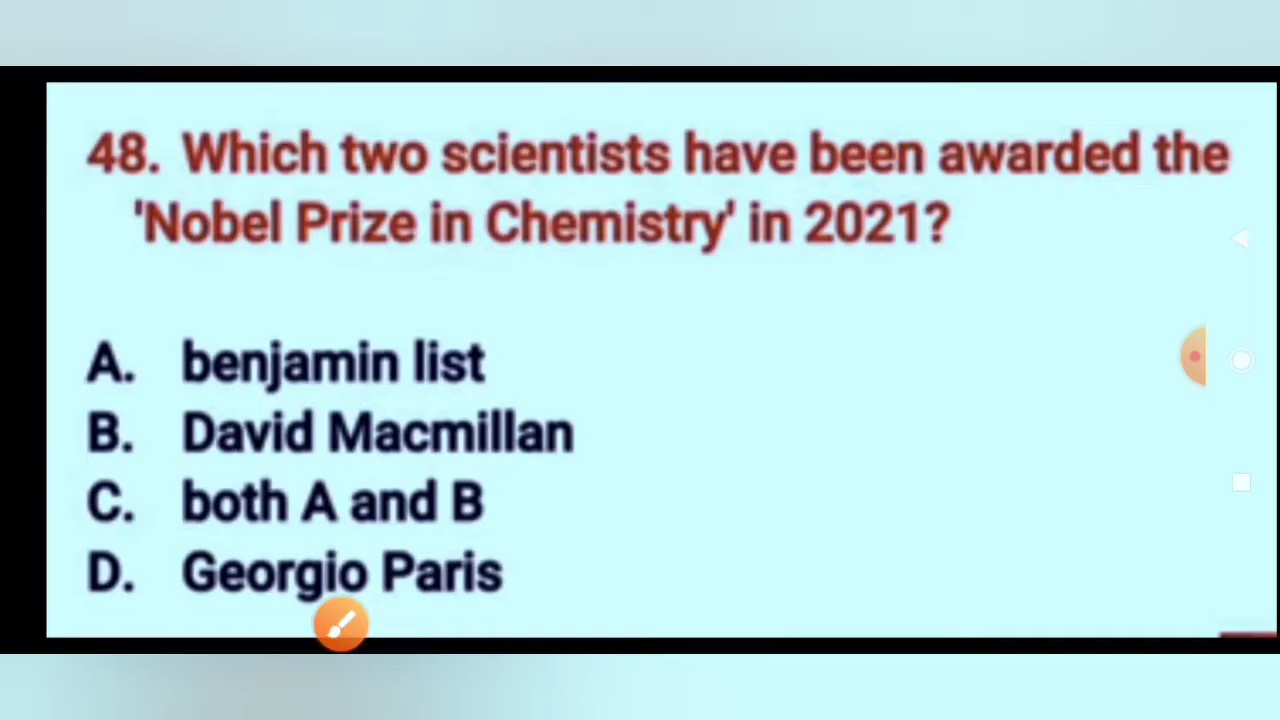 48. Which two scientists have been awarded the
'Nobel Prize in Chemistry' in 2021?
A. benjamin list
B. David Macmillan
C. both A and B
D. Georgio Paris